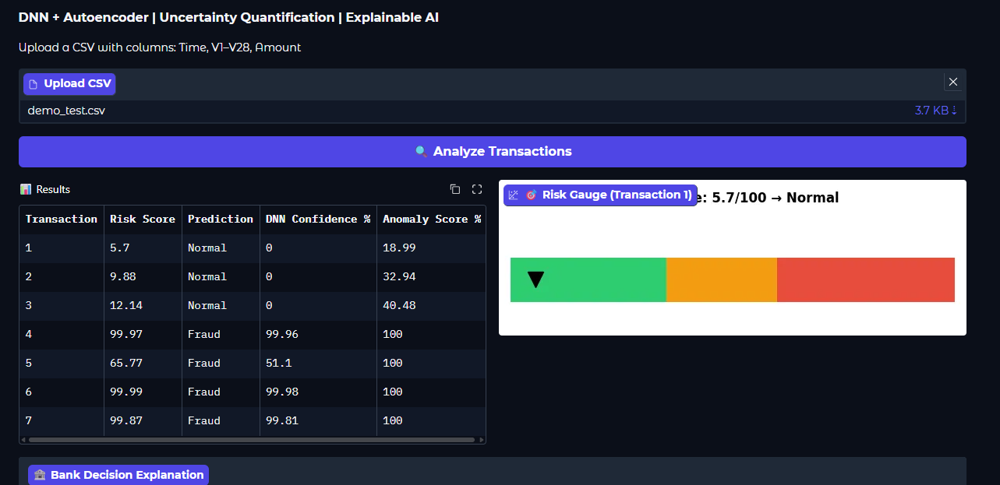 DNN + Autoencoder | Uncertainty Quantification | Explainable AI
Upload a CSV with columns: Time, V1–V28, Amount
Upload CSV
demo_test.csv
3.7 KB ↓
🔍 Analyze Transactions
📊 Results
Transaction Risk Score Prediction DNN Confidence % Anomaly Score %
1 5.7 Normal 0 18.99
2 9.88 Normal 0 32.94
3 12.14 Normal 0 40.48
4 99.97 Fraud 99.96 100
5 65.77 Fraud 51.1 100
6 99.99 Fraud 99.98 100
7 99.87 Fraud 99.81 100
🎯 Risk Gauge (Transaction 1)
e: 5.7/100 → Normal
🏦 Bank Decision Explanation